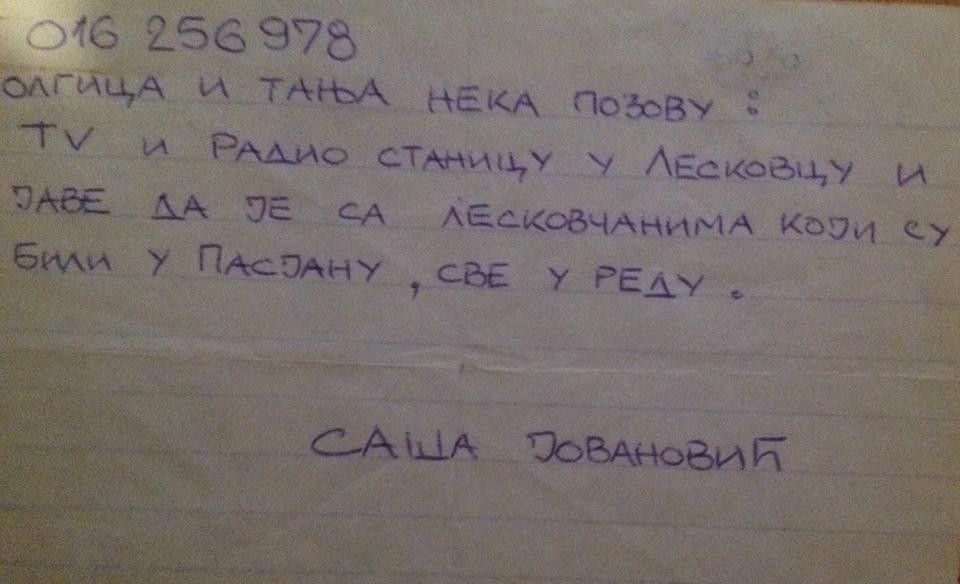 016 256 978
ОЛГИЦА И ТАЊА НЕКА ПОЗОВУ :
TV И РАДИО СТАНИЦУ У ЛЕСКОВЦУ И
ЈАВЕ ДА ЈЕ СА ЛЕСКОВЧАНИМА КОЈИ СУ
БИЛИ У ПАСЈАНУ , СВЕ У РЕДУ .
САША ЈОВАНОВИЋ